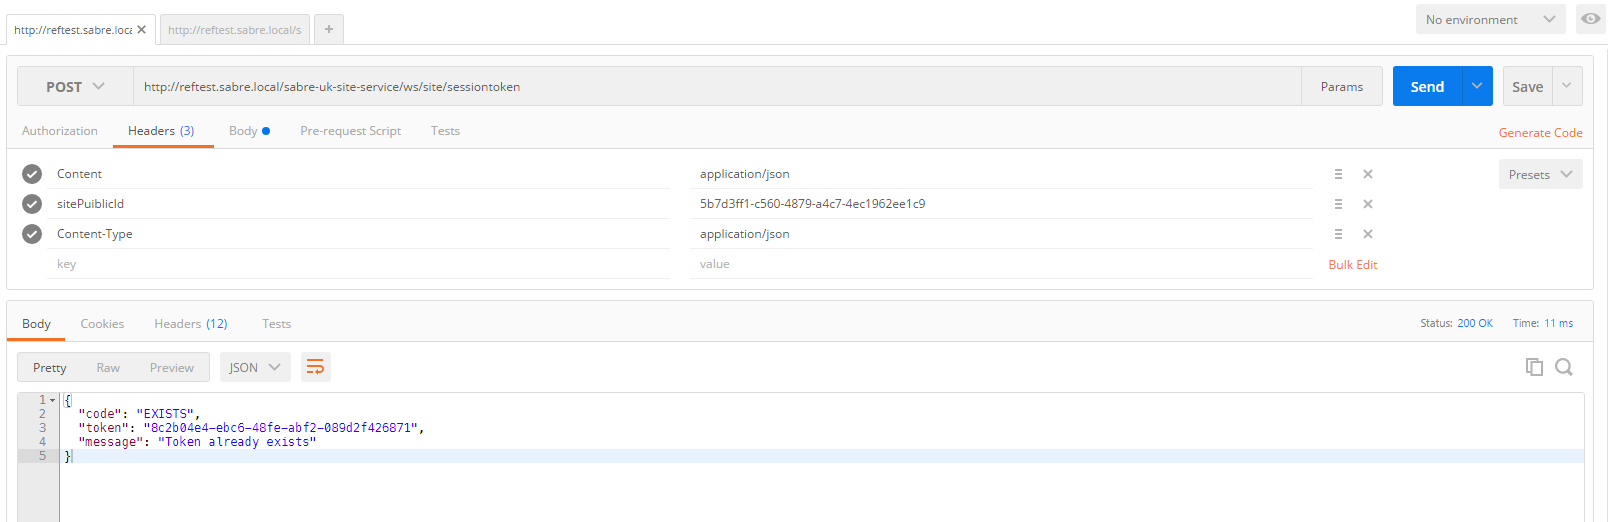 http://reftest.sabre.loca ✕ http://reftest.sabre.local/s + No environment
POST http://reftest.sabre.local/sabre-uk-site-service/ws/site/sessiontoken Params Send Save
Authorization Headers (3) Body Pre-request Script Tests Generate Code
Content application/json Presets
sitePuiblicId 5b7d3ff1-c560-4879-a4c7-4ec1962ee1c9
Content-Type application/json
key value Bulk Edit
Body Cookies Headers (12) Tests Status: 200 OK Time: 11 ms
Pretty Raw Preview JSON
1 {
2 "code": "EXISTS",
3 "token": "8c2b04e4-ebc6-48fe-abf2-089d2f426871",
4 "message": "Token already exists"
5 }